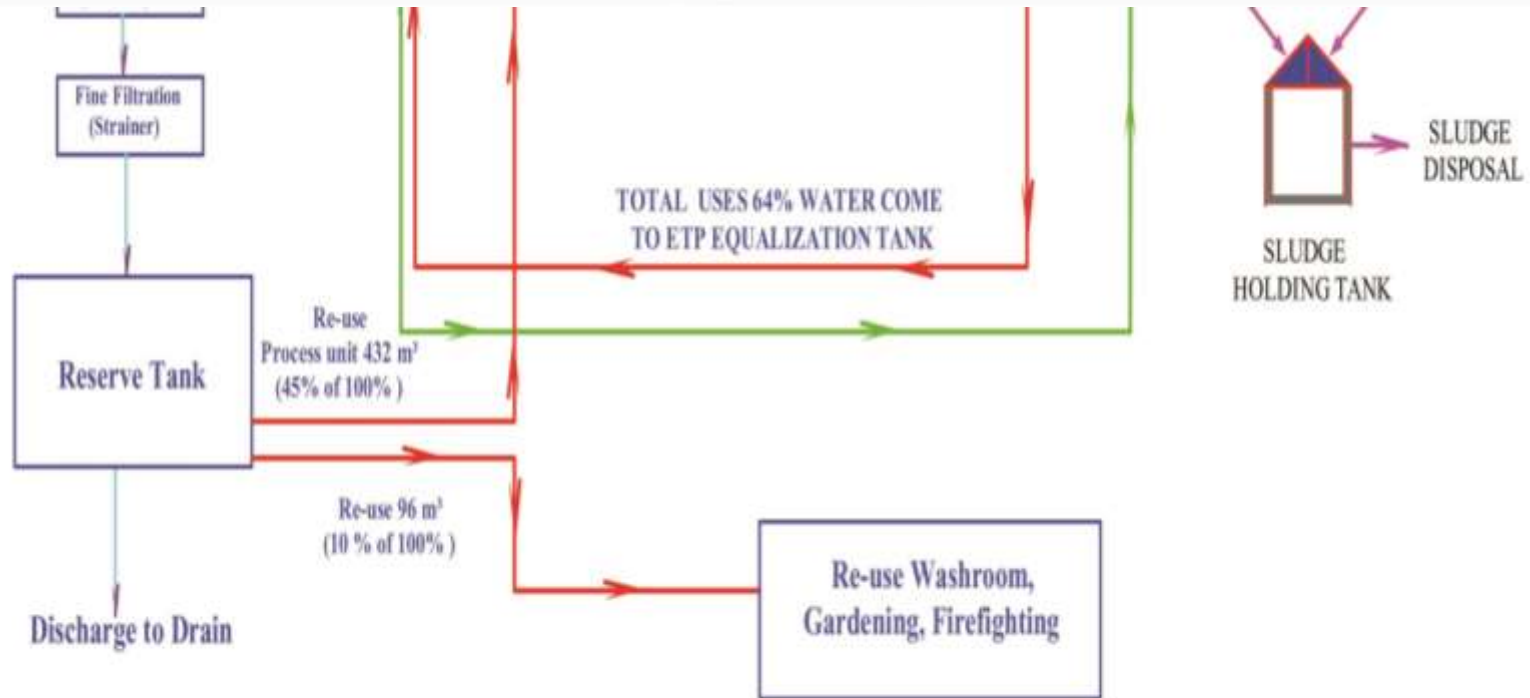 Fine Filtration
(Strainer)
SLUDGE
DISPOSAL
TOTAL USES 64% WATER COME
TO ETP EQUALIZATION TANK
SLUDGE
HOLDING TANK
Re-use
Process unit 432 m³
(45% of 100% )
Reserve Tank
Re-use 96 m³
(10 % of 100% )
Re-use Washroom,
Gardening, Firefighting
Discharge to Drain